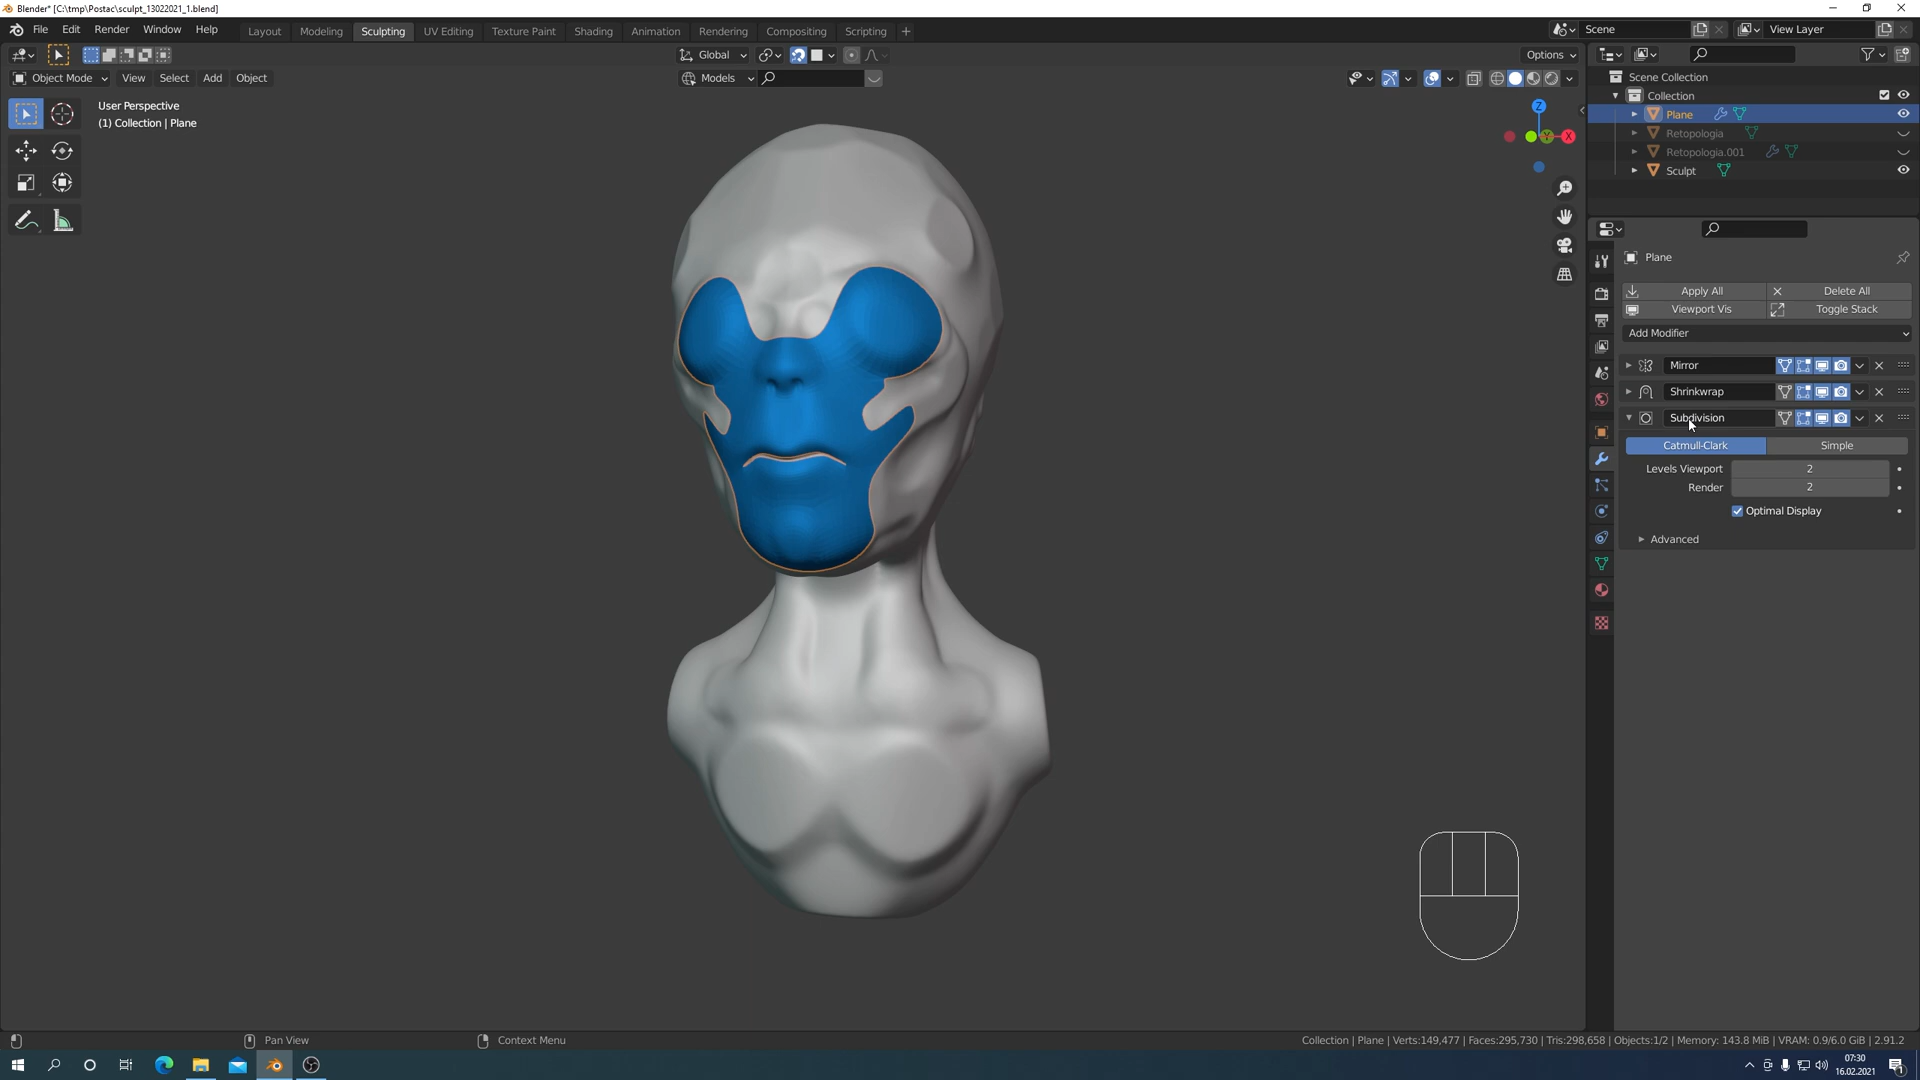 Blender* [C:\tmp\Postac\sculpt_13022021_1.blend]
File Edit Render Window Help
Layout Modeling Sculpting UV Editing Texture Paint Shading Animation Rendering Compositing Scripting +
Scene
View Layer
Global
Options
Object Mode View Select Add Object
Models
User Perspective
(1) Collection | Plane
Z
Y
X
Scene Collection
Collection
Plane
Retopologia
Retopologia.001
Sculpt
Plane
Apply All
Delete All
Viewport Vis
Toggle Stack
Add Modifier
Mirror
Shrinkwrap
Subdivision
Catmull-Clark
Simple
Levels Viewport 2
Render 2
Optimal Display
Advanced
Pan View
Context Menu
Collection | Plane | Verts:149,477 | Faces:295,730 | Tris:298,658 | Objects:1/2 | Memory: 143.8 MiB | VRAM: 0.9/6.0 GiB | 2.91.2
07:30
16.02.2021
1